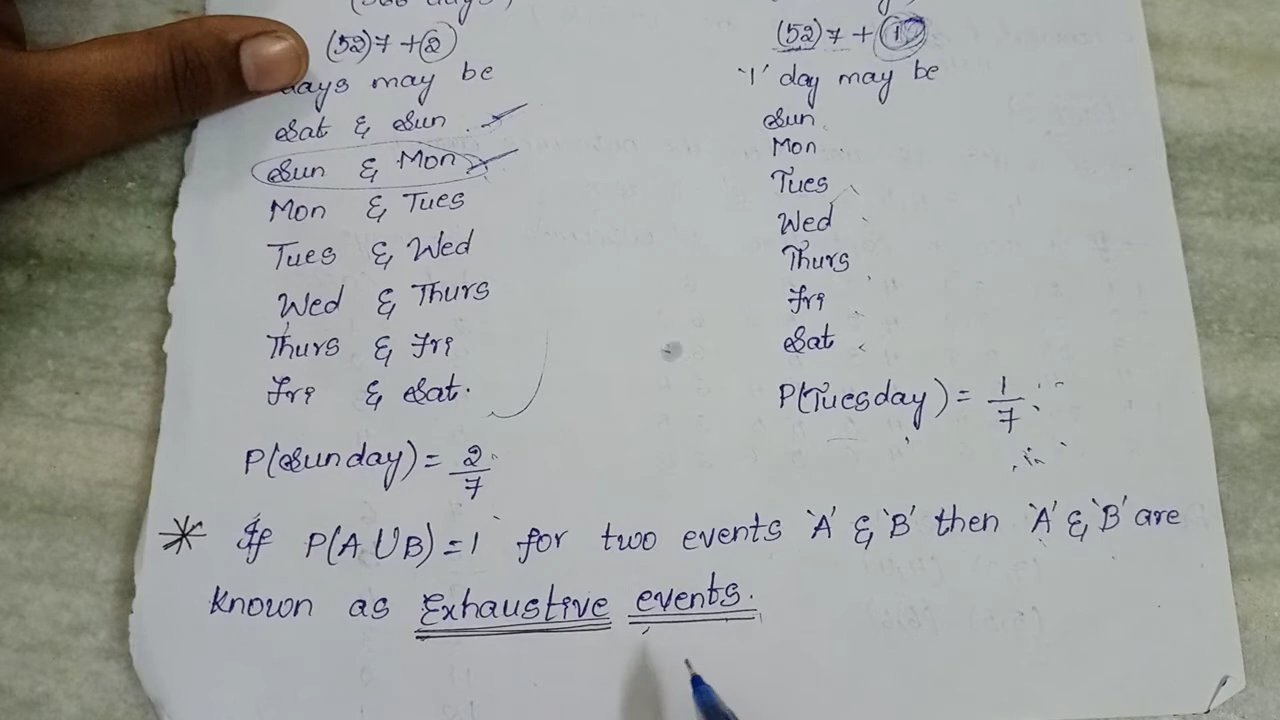 (52)7 + 2
days may be
Sat & Sun
Sun & Mon
Mon & Tues
Tues & Wed
Wed & Thurs
Thurs & Fri
Fri & Sat.
P(Sunday) = 2/7
(52)7 + 1
'1' day may be
Sun
Mon
Tues
Wed
Thurs
Fri
Sat
P(Tuesday) = 1/7
* If P(A∪B) = 1 for two events 'A' & 'B' then 'A' & 'B' are
known as Exhaustive events.